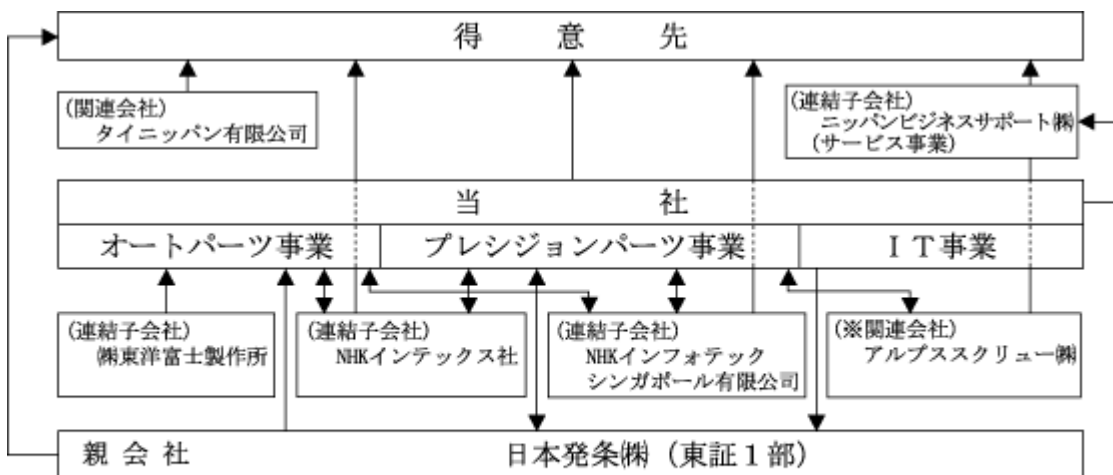 得意先
(関連会社)
タイニッパン有限公司
(連結子会社)
ニッパンビジネスサポート㈱
(サービス事業)
当社
オートパーツ事業
プレシジョンパーツ事業
ＩＴ事業
(連結子会社)
㈱東洋富士製作所
(連結子会社)
NHKインテックス社
(連結子会社)
NHKインフォテック
シンガポール有限公司
(※関連会社)
アルプススクリュー㈱
親会社
日本発条㈱（東証１部）